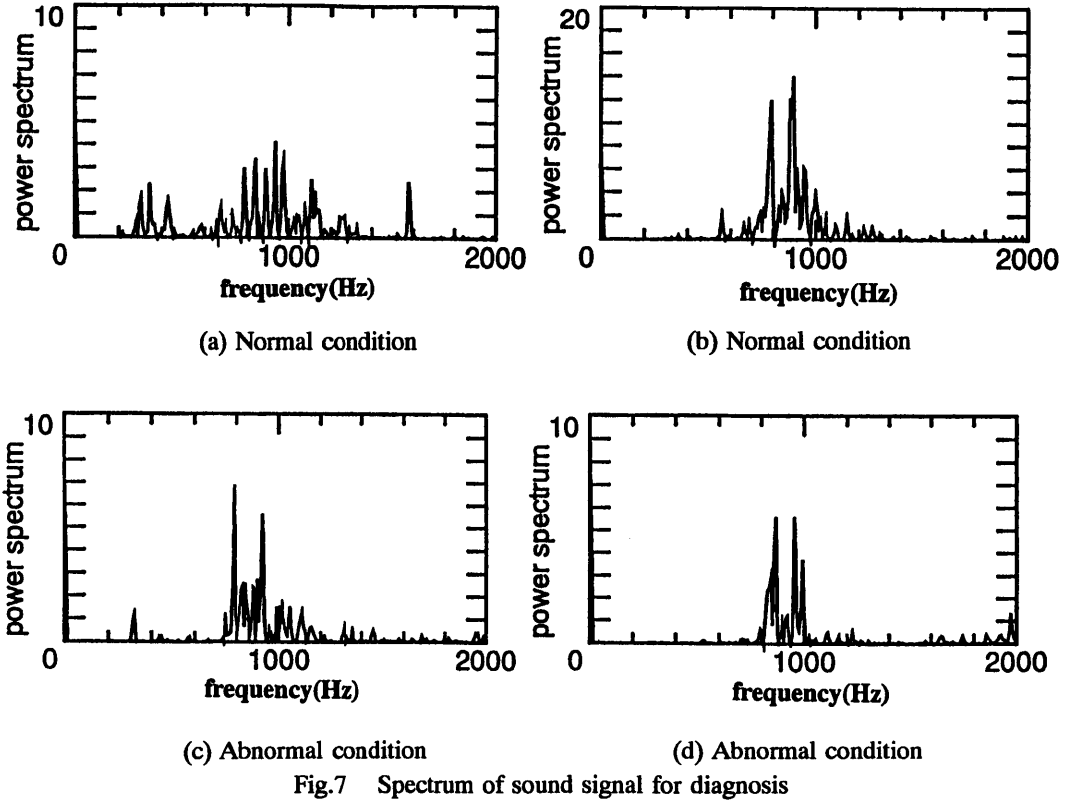 10
power spectrum
0
1000
2000
frequency(Hz)
(a) Normal condition
20
power spectrum
0
1000
2000
frequency(Hz)
(b) Normal condition
10
power spectrum
0
1000
2000
frequency(Hz)
(c) Abnormal condition
10
power spectrum
0
1000
2000
frequency(Hz)
(d) Abnormal condition
Fig.7 Spectrum of sound signal for diagnosis